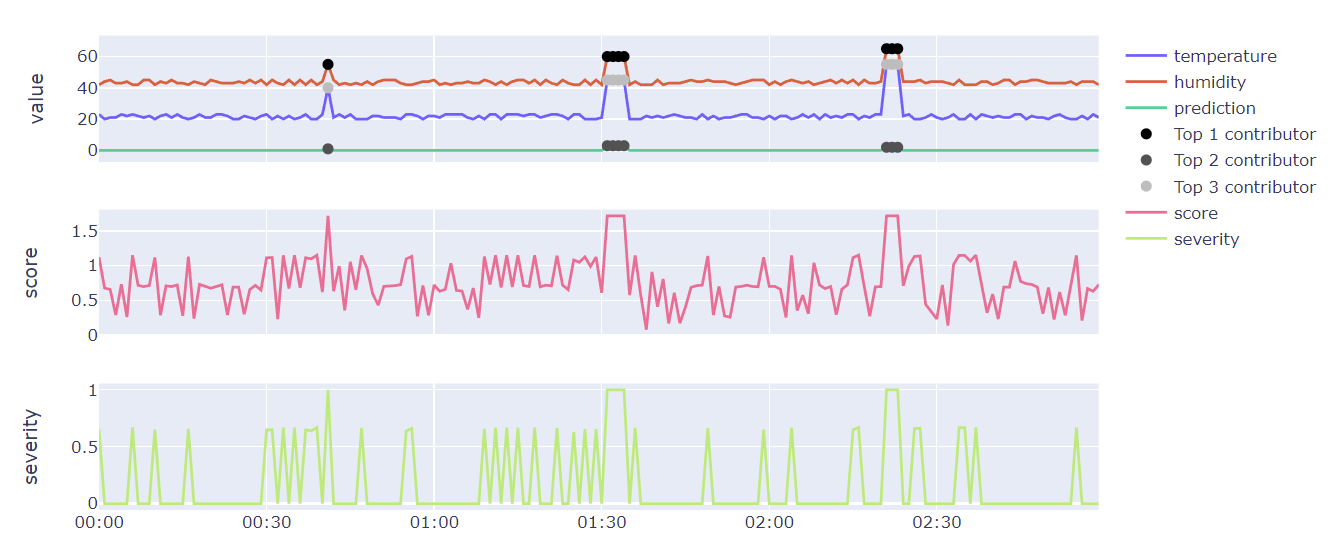 value
60
40
20
0
temperature
humidity
prediction
Top 1 contributor
Top 2 contributor
Top 3 contributor
score
severity
score
1.5
1
0.5
0
severity
1
0.5
0
00:00 00:30 01:00 01:30 02:00 02:30